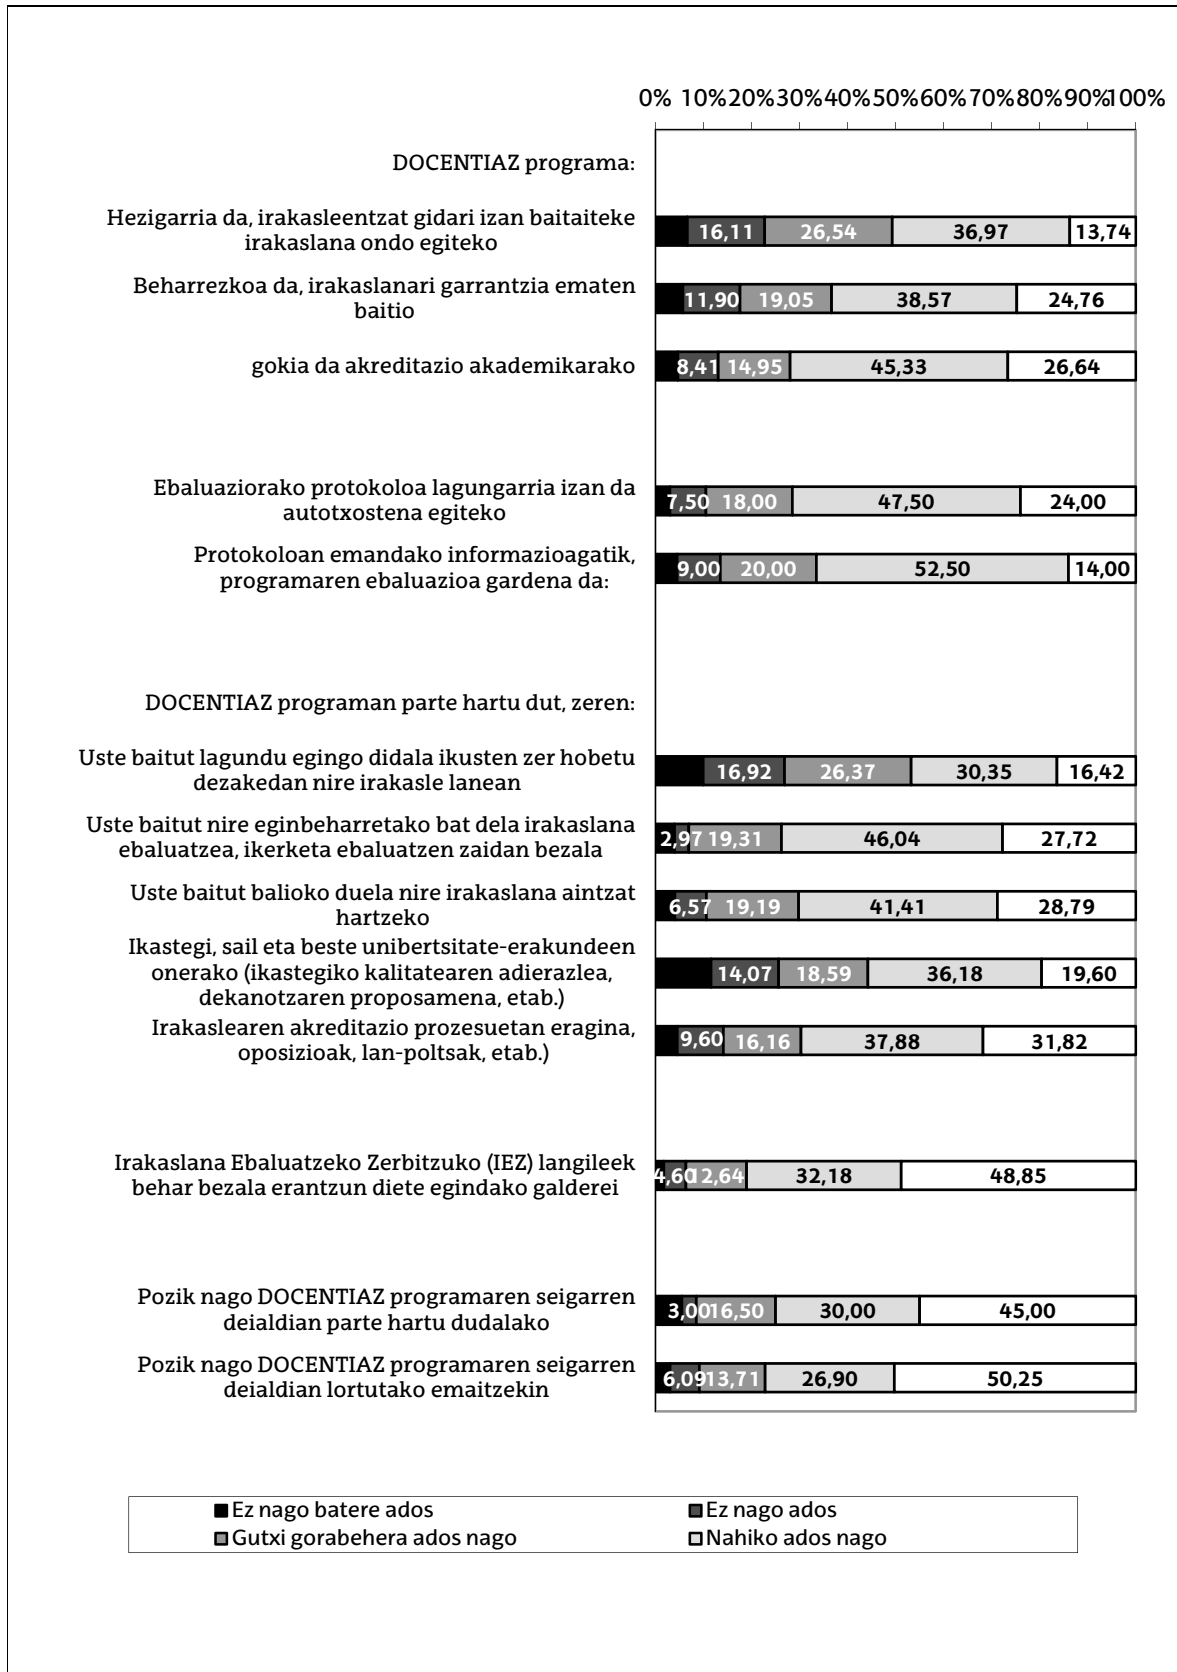 0% 10%20%30%40%50%60%70%80%90%100%
DOCENTIAZ programa:
Hezigarria da, irakasleentzat gidari izan baitaiteke
irakaslana ondo egiteko
16,11 26,54 36,97 13,74
Beharrezkoa da, irakaslanari garrantzia ematen
baitio
11,90 19,05 38,57 24,76
gokia da akreditazio akademikarako
8,41 14,95 45,33 26,64
Ebaluaziorako protokoloa lagungarria izan da
autotxostena egiteko
7,50 18,00 47,50 24,00
Protokoloan emandako informazioagatik,
programaren ebaluazioa gardena da:
9,00 20,00 52,50 14,00
DOCENTIAZ programan parte hartu dut, zeren:
Uste baitut lagundu egingo didala ikusten zer hobetu
dezakedan nire irakasle lanean
16,92 26,37 30,35 16,42
Uste baitut nire eginbeharretako bat dela irakaslana
ebaluatzea, ikerketa ebaluatzen zaidan bezala
2,97 19,31 46,04 27,72
Uste baitut balioko duela nire irakaslana aintzat
hartzeko
6,57 19,19 41,41 28,79
Ikastegi, sail eta beste unibertsitate-erakundeen
onerako (ikastegiko kalitatearen adierazlea,
dekanotzaren proposamena, etab.)
14,07 18,59 36,18 19,60
Irakaslearen akreditazio prozesuetan eragina,
oposizioak, lan-poltsak, etab.)
9,60 16,16 37,88 31,82
Irakaslana Ebaluatzeko Zerbitzuko (IEZ) langileek
behar bezala erantzun diete egindako galderei
4,60 12,64 32,18 48,85
Pozik nago DOCENTIAZ programaren seigarren
deialdian parte hartu dudalako
3,00 16,50 30,00 45,00
Pozik nago DOCENTIAZ programaren seigarren
deialdian lortutako emaitzekin
6,09 13,71 26,90 50,25
Ez nago batere ados Ez nago ados
Gutxi gorabehera ados nago Nahiko ados nago